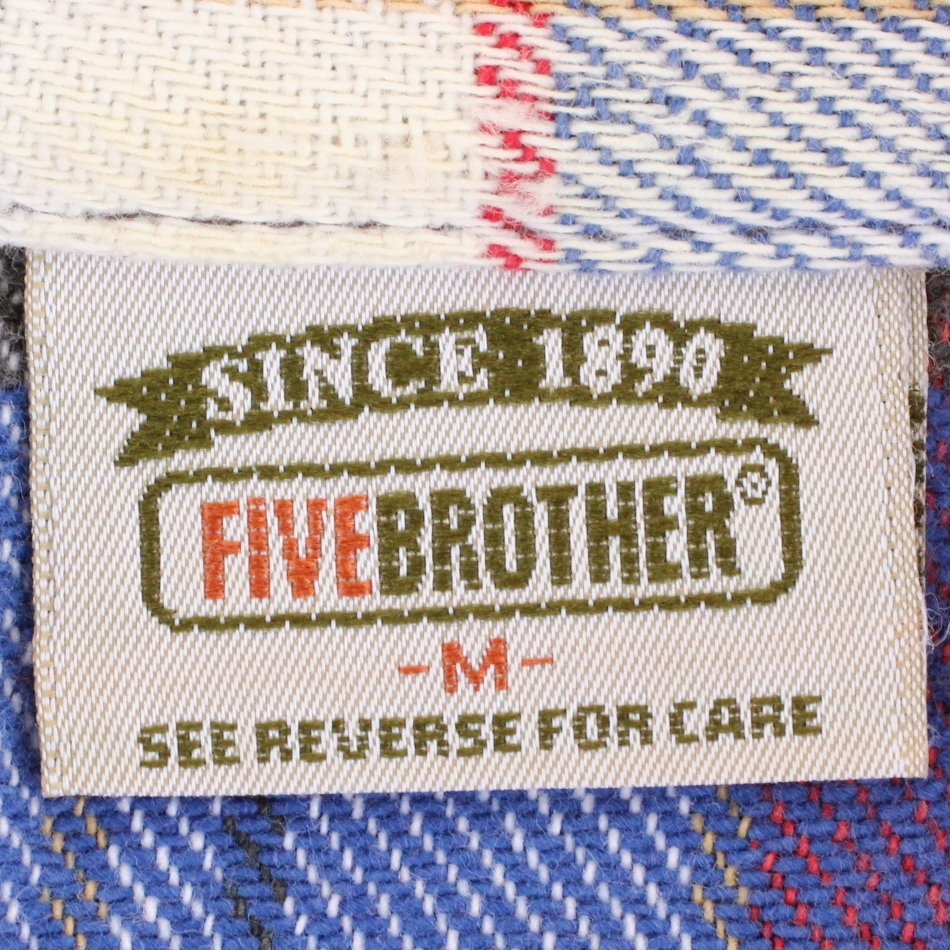 SINCE 1890
FIVEBROTHER®
-M-
SEE REVERSE FOR CARE